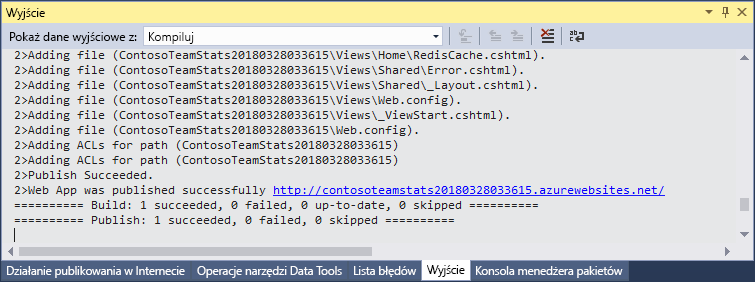 Wyjście
Pokaż dane wyjściowe z: Kompiluj
2>Adding file (ContosoTeamStats20180328033615\Views\Home\RedisCache.cshtml).
2>Adding file (ContosoTeamStats20180328033615\Views\Shared\Error.cshtml).
2>Adding file (ContosoTeamStats20180328033615\Views\Shared\_Layout.cshtml).
2>Adding file (ContosoTeamStats20180328033615\Views\Web.config).
2>Adding file (ContosoTeamStats20180328033615\Views\_ViewStart.cshtml).
2>Adding file (ContosoTeamStats20180328033615\Web.config).
2>Adding ACLs for path (ContosoTeamStats20180328033615)
2>Adding ACLs for path (ContosoTeamStats20180328033615)
2>Publish Succeeded.
2>Web App was published successfully http://contosoteamstats20180328033615.azurewebsites.net/
========== Build: 1 succeeded, 0 failed, 0 up-to-date, 0 skipped ==========
========== Publish: 1 succeeded, 0 failed, 0 skipped ==========
Działanie publikowania w Internecie Operacje narzędzi Data Tools Lista błędów Wyjście Konsola menedżera pakietów